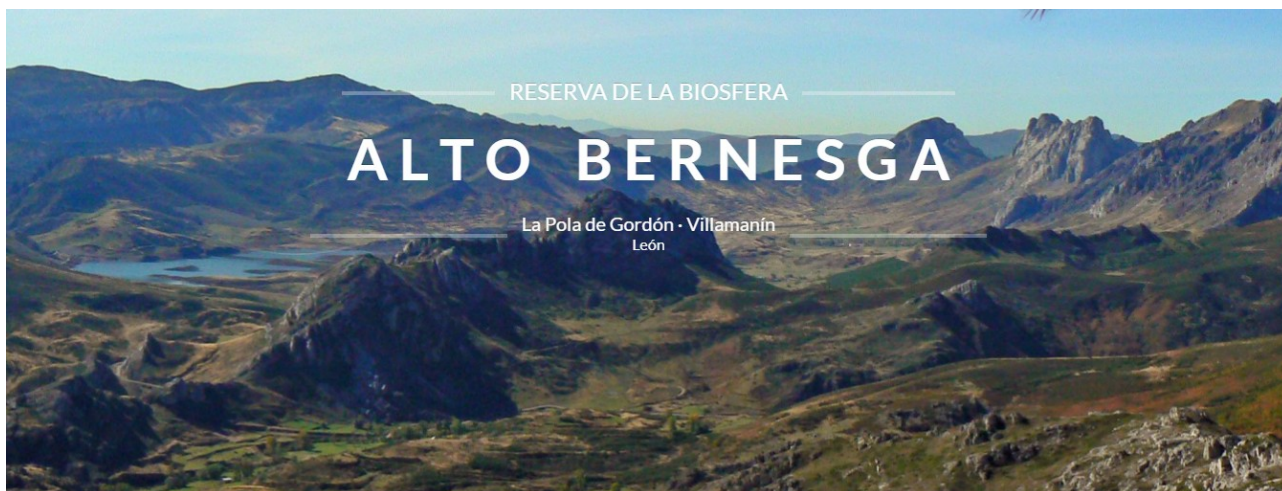 RESERVA DE LA BIOSFERA
ALTO BERNESGA
La Pola de Gordón · Villamanín
León